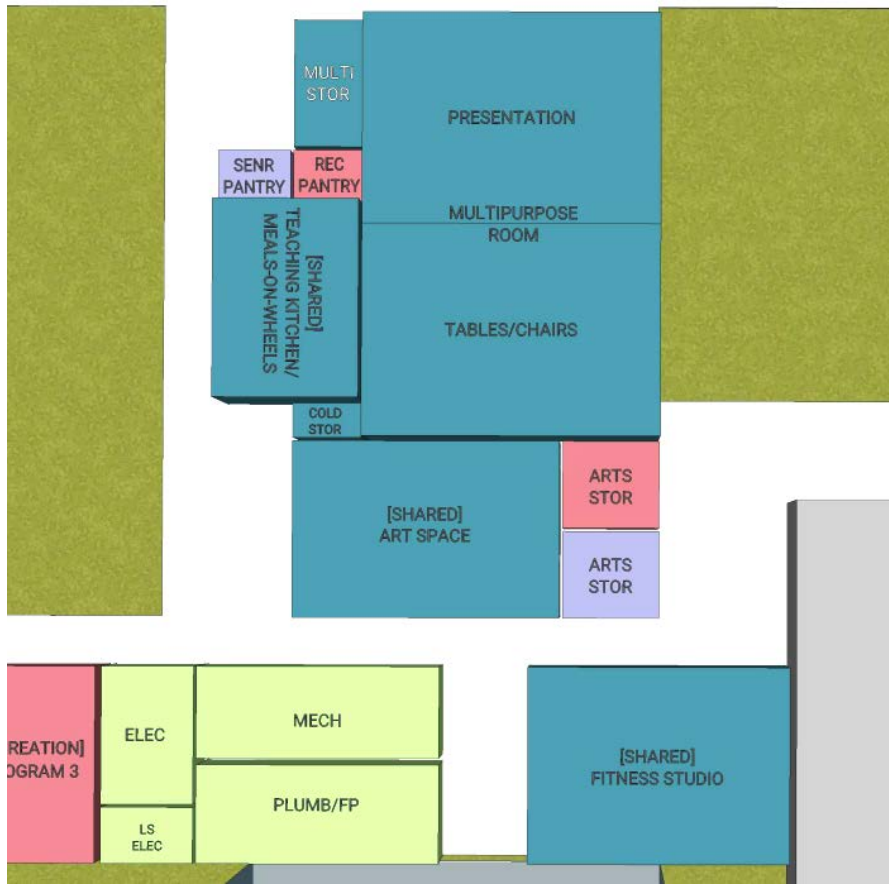 MULTI
STOR
PRESENTATION
SENR
PANTRY
REC
PANTRY
MULTIPURPOSE
ROOM
[SHARED]
TEACHING KITCHEN/
MEALS-ON-WHEELS
TABLES/CHAIRS
COLD
STOR
[SHARED]
ART SPACE
ARTS
STOR
ARTS
STOR
REATION]
OGRAM 3
ELEC
MECH
[SHARED]
FITNESS STUDIO
PLUMB/FP
LS
ELEC